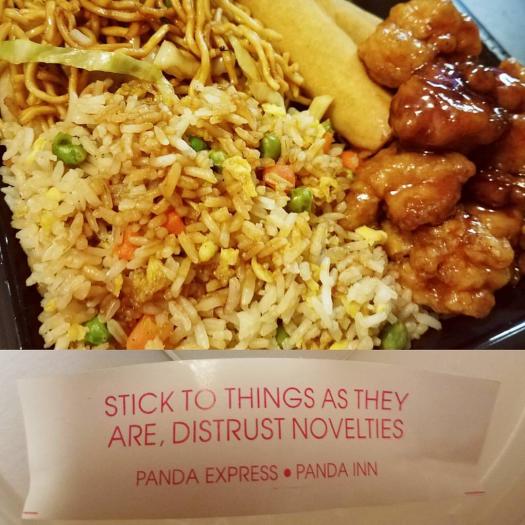 STICK TO THINGS AS THEY
ARE, DISTRUST NOVELTIES
PANDA EXPRESS • PANDA INN